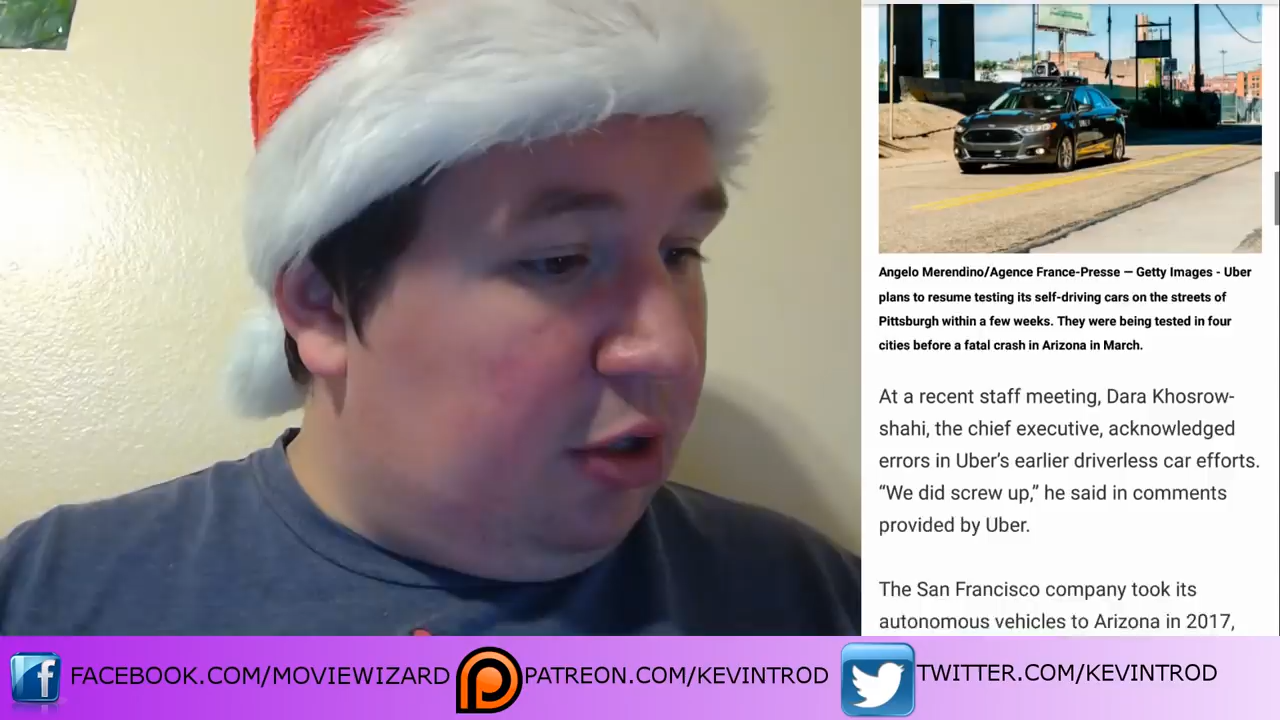 Angelo Merendino/Agence France-Presse — Getty Images - Uber
plans to resume testing its self-driving cars on the streets of
Pittsburgh within a few weeks. They were being tested in four
cities before a fatal crash in Arizona in March.
At a recent staff meeting, Dara Khosrow-
shahi, the chief executive, acknowledged
errors in Uber’s earlier driverless car efforts.
“We did screw up,” he said in comments
provided by Uber.
The San Francisco company took its
autonomous vehicles to Arizona in 2017,
FACEBOOK.COM/MOVIEWIZARD
PATREON.COM/KEVINTROD
TWITTER.COM/KEVINTROD